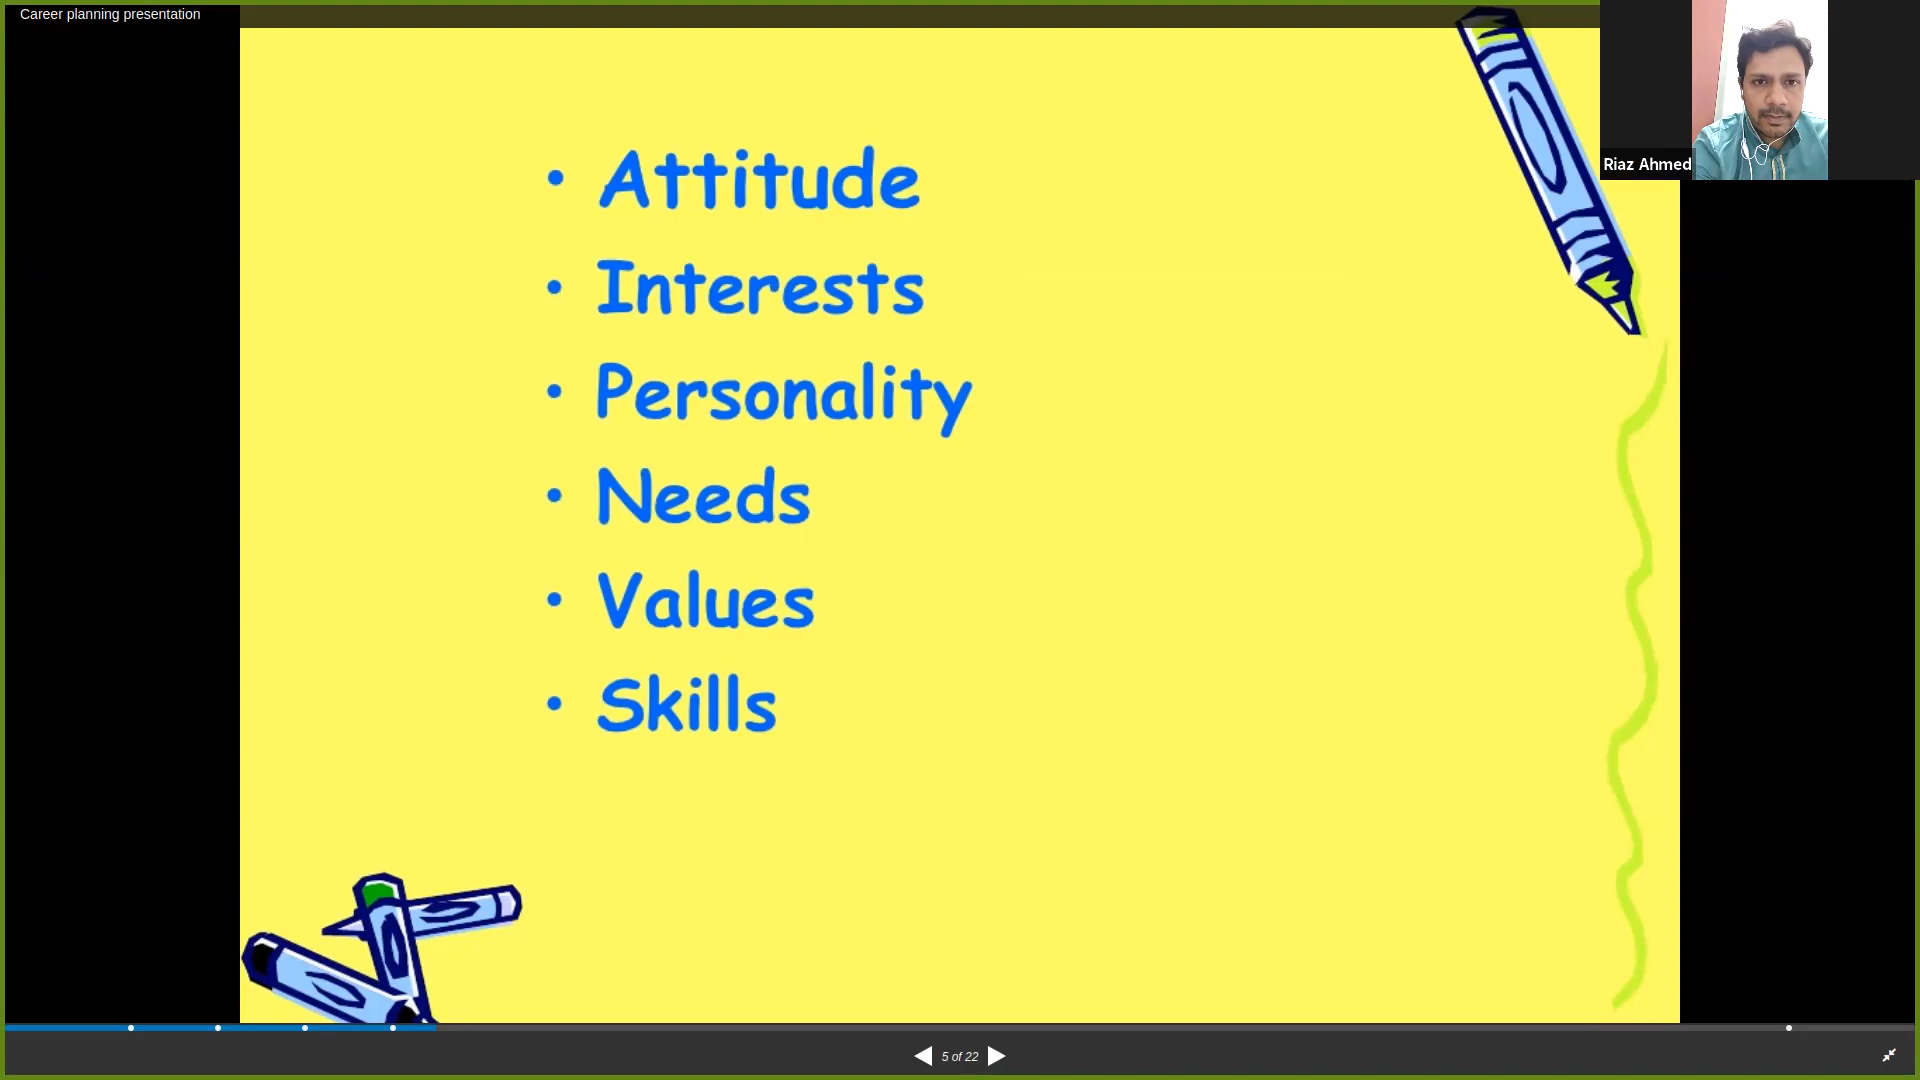 Career planning presentation
Riaz Ahmed
• Attitude
• Interests
• Personality
• Needs
• Values
• Skills
5 of 22